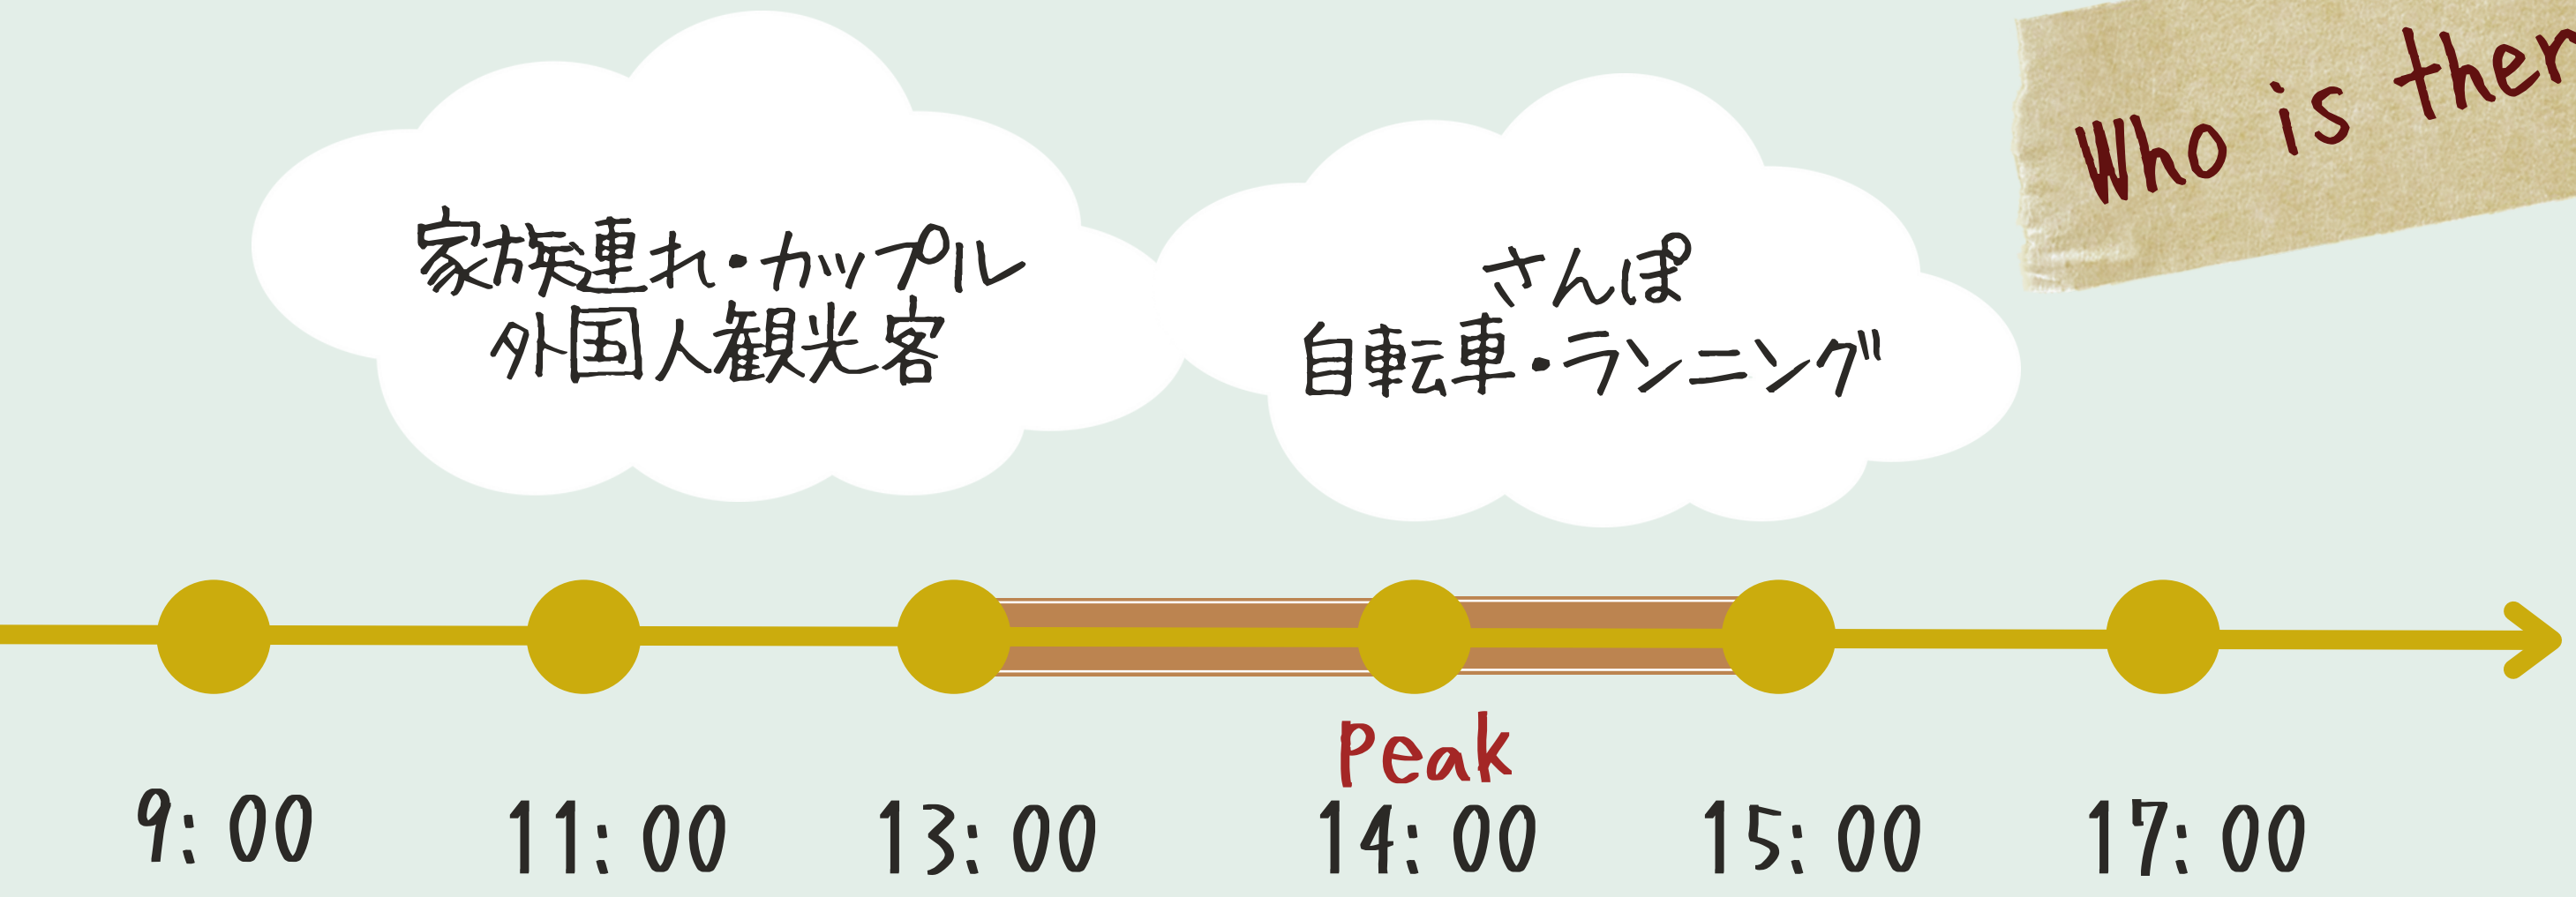 Who is ther
家族連れ・カップル
外国人観光客
さんぽ
自転車・ランニング
Peak
9:00
11:00
13:00
14:00
15:00
17:00